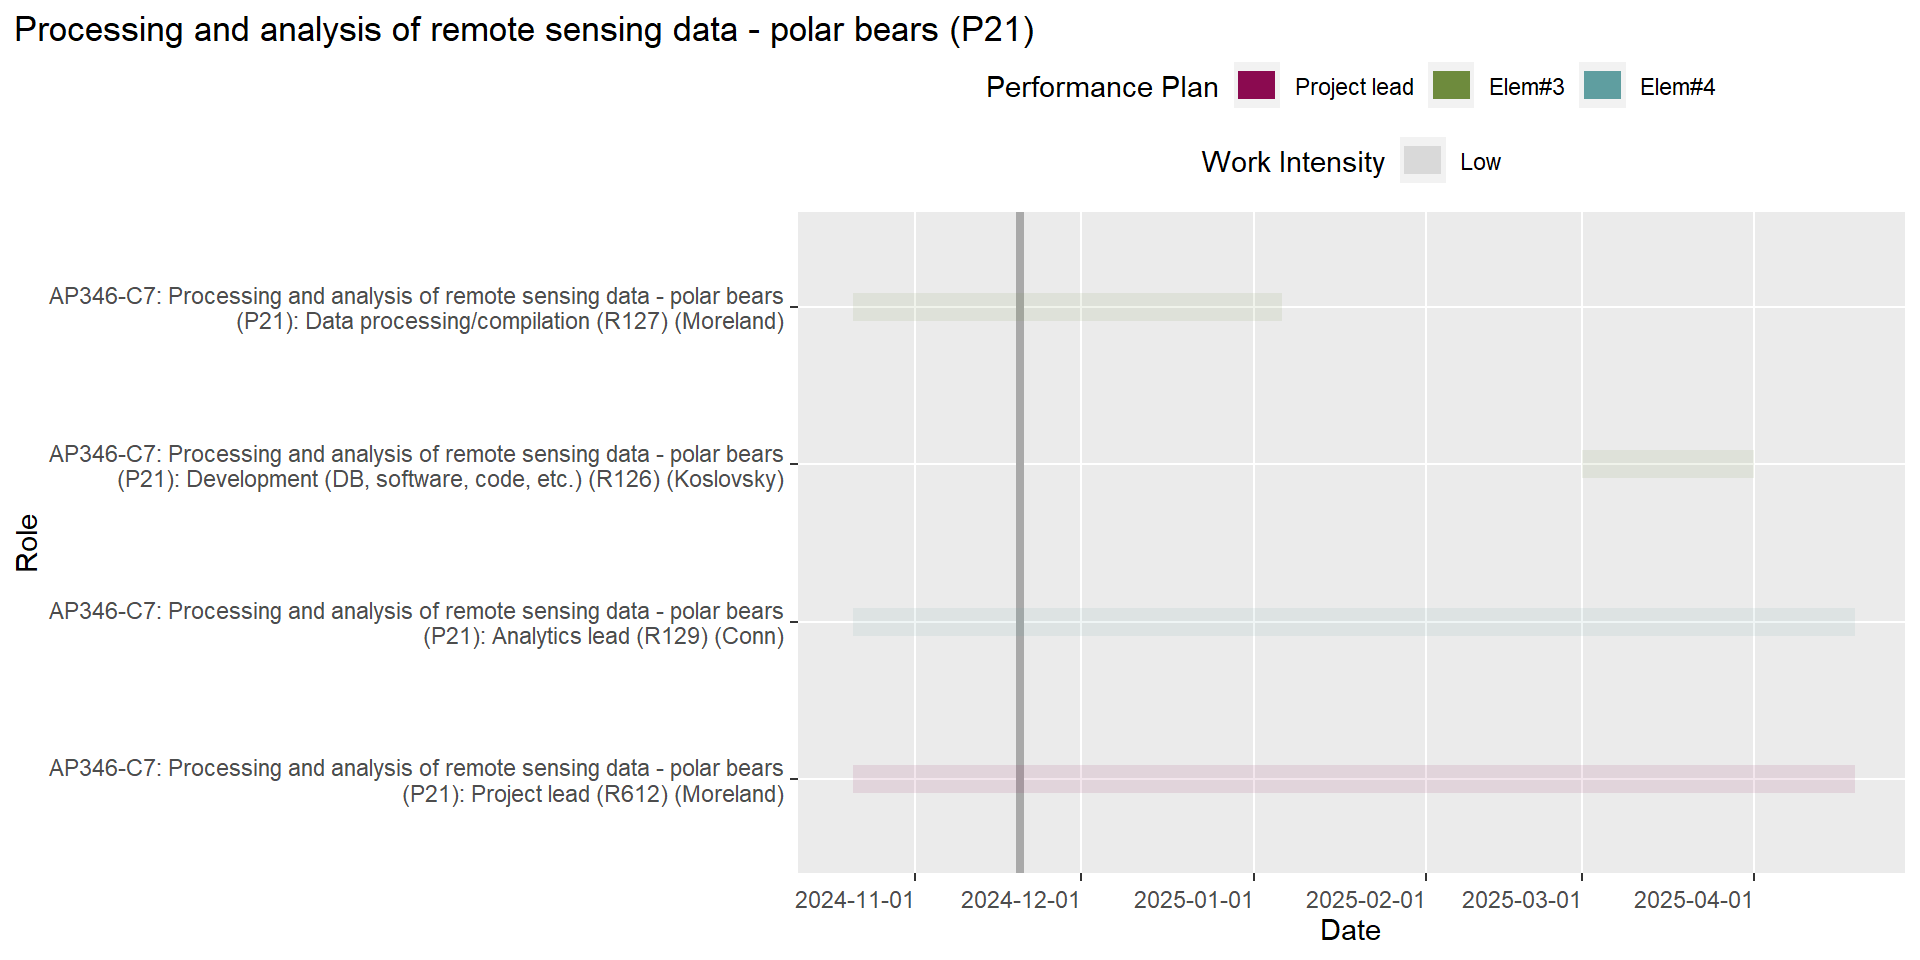 Processing and analysis of remote sensing data - polar bears (P21)
Performance Plan Project lead Elem#3 Elem#4
Work Intensity Low
AP346-C7: Processing and analysis of remote sensing data - polar bears
(P21): Data processing/compilation (R127) (Moreland)
AP346-C7: Processing and analysis of remote sensing data - polar bears
(P21): Development (DB, software, code, etc.) (R126) (Koslovsky)
Role
AP346-C7: Processing and analysis of remote sensing data - polar bears
(P21): Analytics lead (R129) (Conn)
AP346-C7: Processing and analysis of remote sensing data - polar bears
(P21): Project lead (R612) (Moreland)
2024-11-01 2024-12-01 2025-01-01 2025-02-01 2025-03-01 2025-04-01
Date